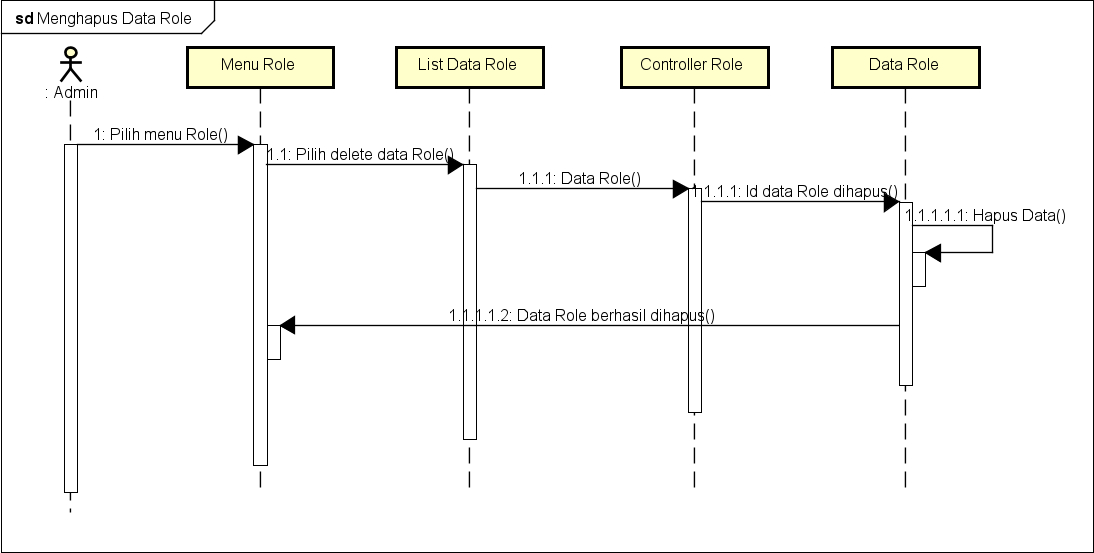 sd Menghapus Data Role
: Admin
Menu Role
List Data Role
Controller Role
Data Role
1: Pilih menu Role()
1.1: Pilih delete data Role()
1.1.1: Data Role()
1.1.1.1: Id data Role dihapus()
1.1.1.1.1: Hapus Data()
1.1.1.1.2: Data Role berhasil dihapus()